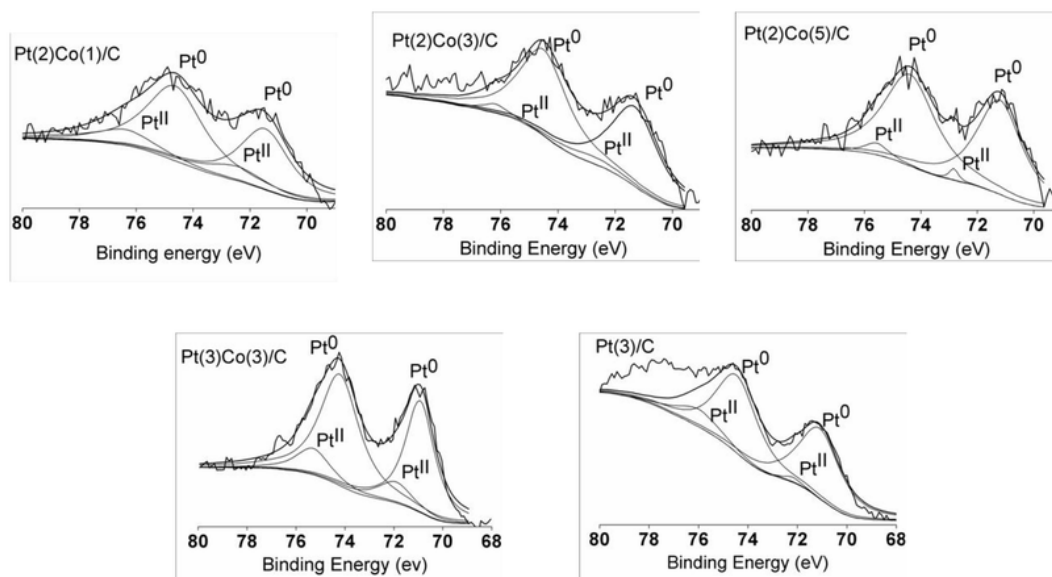 Pt(2)Co(1)/C
Pt⁰
Pt⁰
Ptᴵᴵ
Ptᴵᴵ
80 78 76 74 72 70
Binding energy (eV)
Pt(2)Co(3)/C
Pt⁰
Pt⁰
Ptᴵᴵ
Ptᴵᴵ
80 78 76 74 72 70
Binding Energy (eV)
Pt(2)Co(5)/C
Pt⁰
Pt⁰
Ptᴵᴵ
Ptᴵᴵ
80 78 76 74 72 70
Binding Energy (eV)
Pt(3)Co(3)/C
Pt⁰
Pt⁰
Ptᴵᴵ
Ptᴵᴵ
80 78 76 74 72 70 68
Binding Energy (ev)
Pt(3)/C
Pt⁰
Pt⁰
Ptᴵᴵ
Ptᴵᴵ
80 78 76 74 72 70 68
Binding Energy (eV)